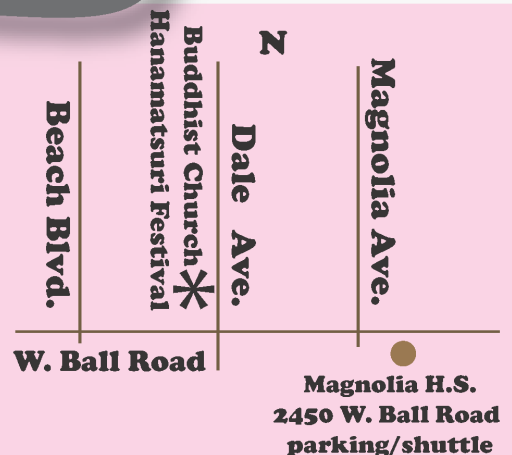 N
Beach Blvd.
Buddhist Church
Hanamatsuri Festival
Dale Ave.
Magnolia Ave.
W. Ball Road
Magnolia H.S.
2450 W. Ball Road
parking/shuttle